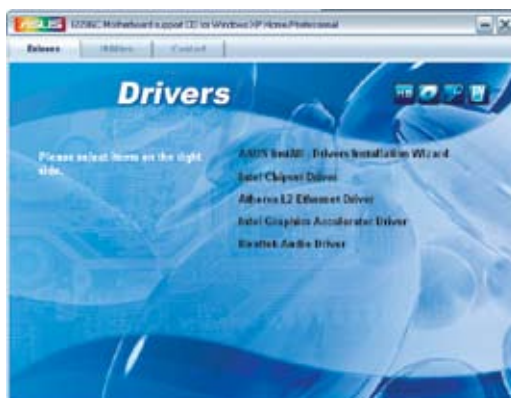 ASUS Motherboard support CD for Windows XP Home/Professional
Drivers Utilities Contact
Drivers
Please select items on the right
side.
ASUS InstAll - Drivers Installation Wizard
Intel Chipset Driver
Atheros L2 Ethernet Driver
Intel Graphics Accelerator Driver
Realtek Audio Driver